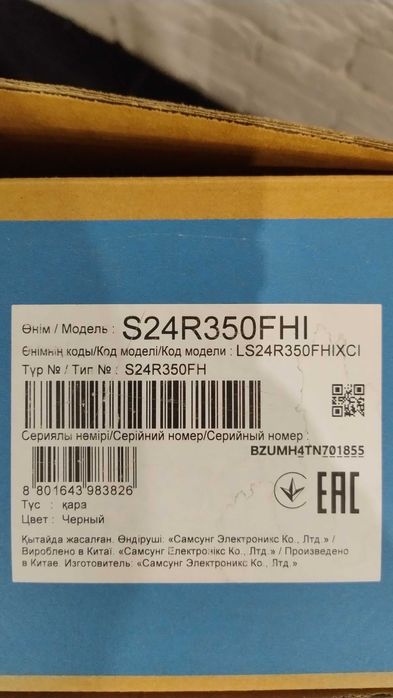 Өнім / Модель : S24R350FHI
Өнімнің коды/Код моделі/Код модели : LS24R350FHIXCI
Түр № / Тип № : S24R350FH
Сериялы нөмірі/Серійний номер/Серийный номер :
BZUMH4TN701855
8 801643 983826
EAC
Түс : қара
Цвет : Черный
Қытайда жасалған. Өндіруші: «Самсунг Электроникс Ко., Лтд.» /
Вироблено в Китаї. «Самсунг Електронікс Ко., Лтд.» / Произведено
в Китае. Изготовитель: «Самсунг Электроникс Ко., Лтд.»